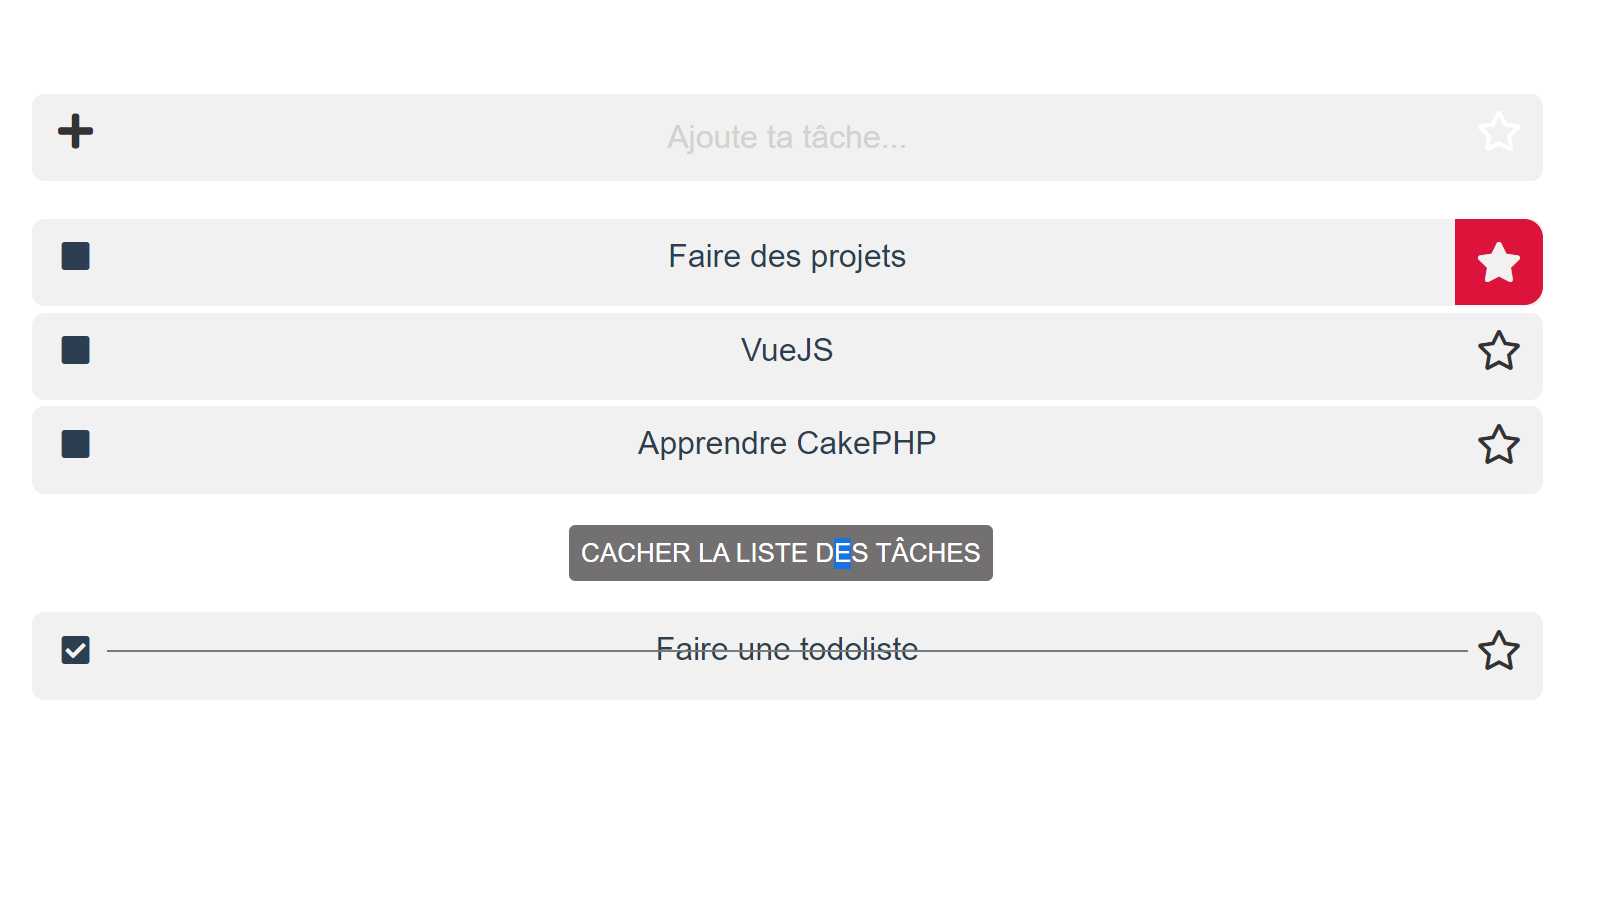 Ajoute ta tâche...
Faire des projets
VueJS
Apprendre CakePHP
CACHER LA LISTE DES TÂCHES
Faire une todoliste